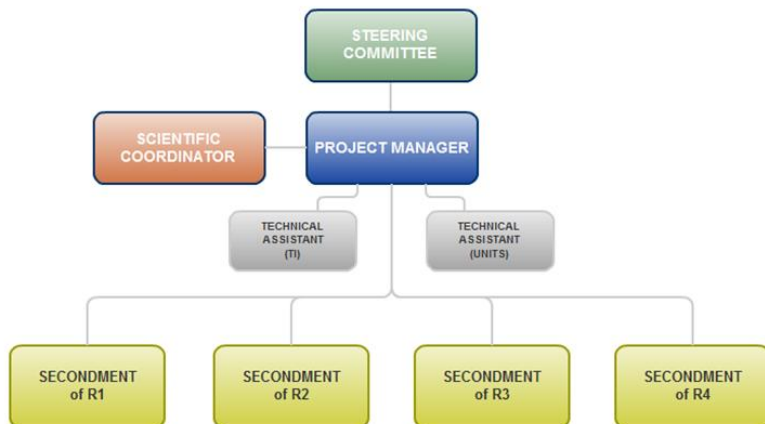 STEERING
COMMITTEE
SCIENTIFIC
COORDINATOR
PROJECT MANAGER
TECHNICAL
ASSISTANT
(TI)
TECHNICAL
ASSISTANT
(UNITS)
SECONDMENT
of R1
SECONDMENT
of R2
SECONDMENT
of R3
SECONDMENT
of R4